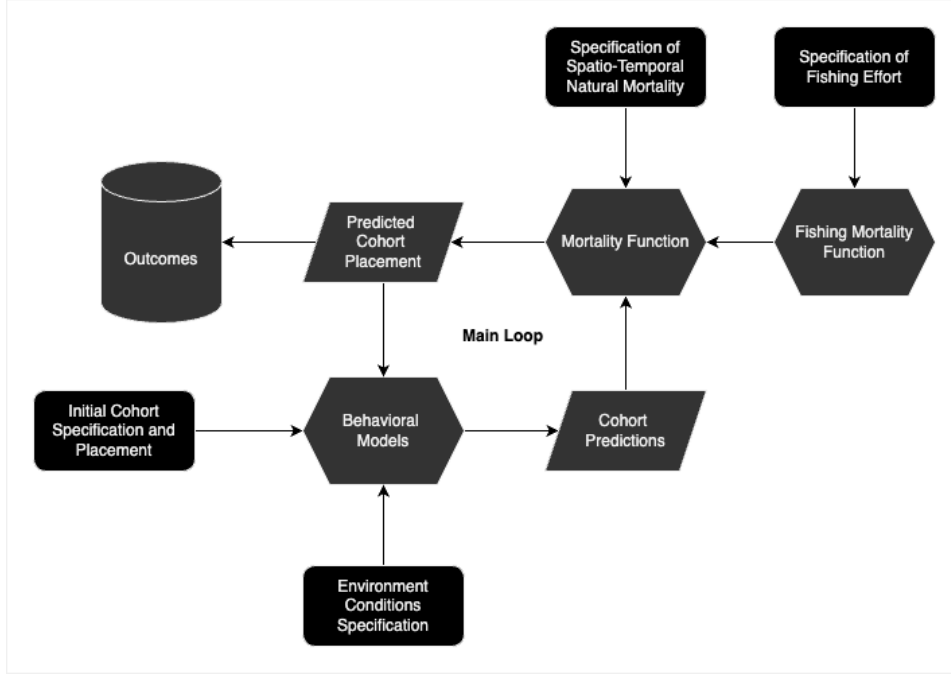 Specification of
Spatio-Temporal
Natural Mortality
Specification of
Fishing Effort
Outcomes
Predicted
Cohort
Placement
Mortality Function
Fishing Mortality
Function
Main Loop
Initial Cohort
Specification and
Placement
Behavioral
Models
Cohort
Predictions
Environment
Conditions
Specification